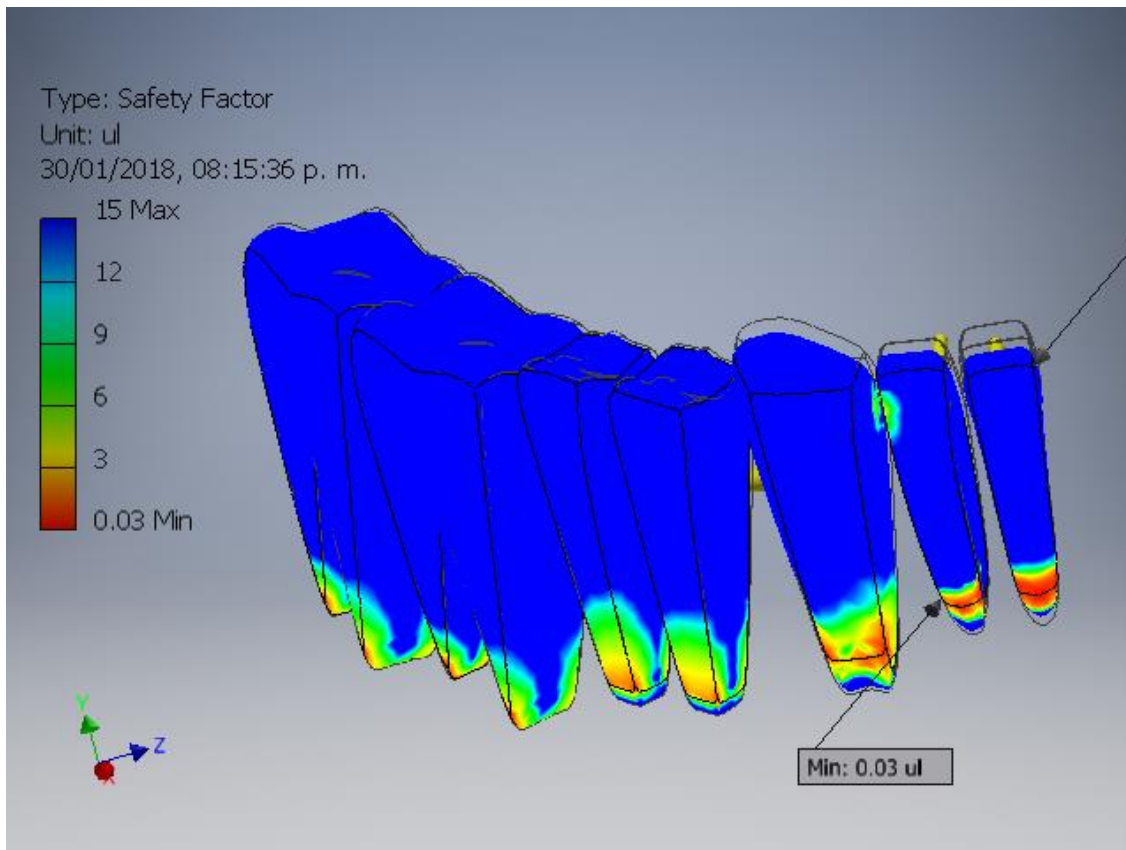 Type: Safety Factor
Unit: ul
30/01/2018, 08:15:36 p. m.
15 Max
12
9
6
3
0.03 Min
Y
Z
X
Min: 0.03 ul